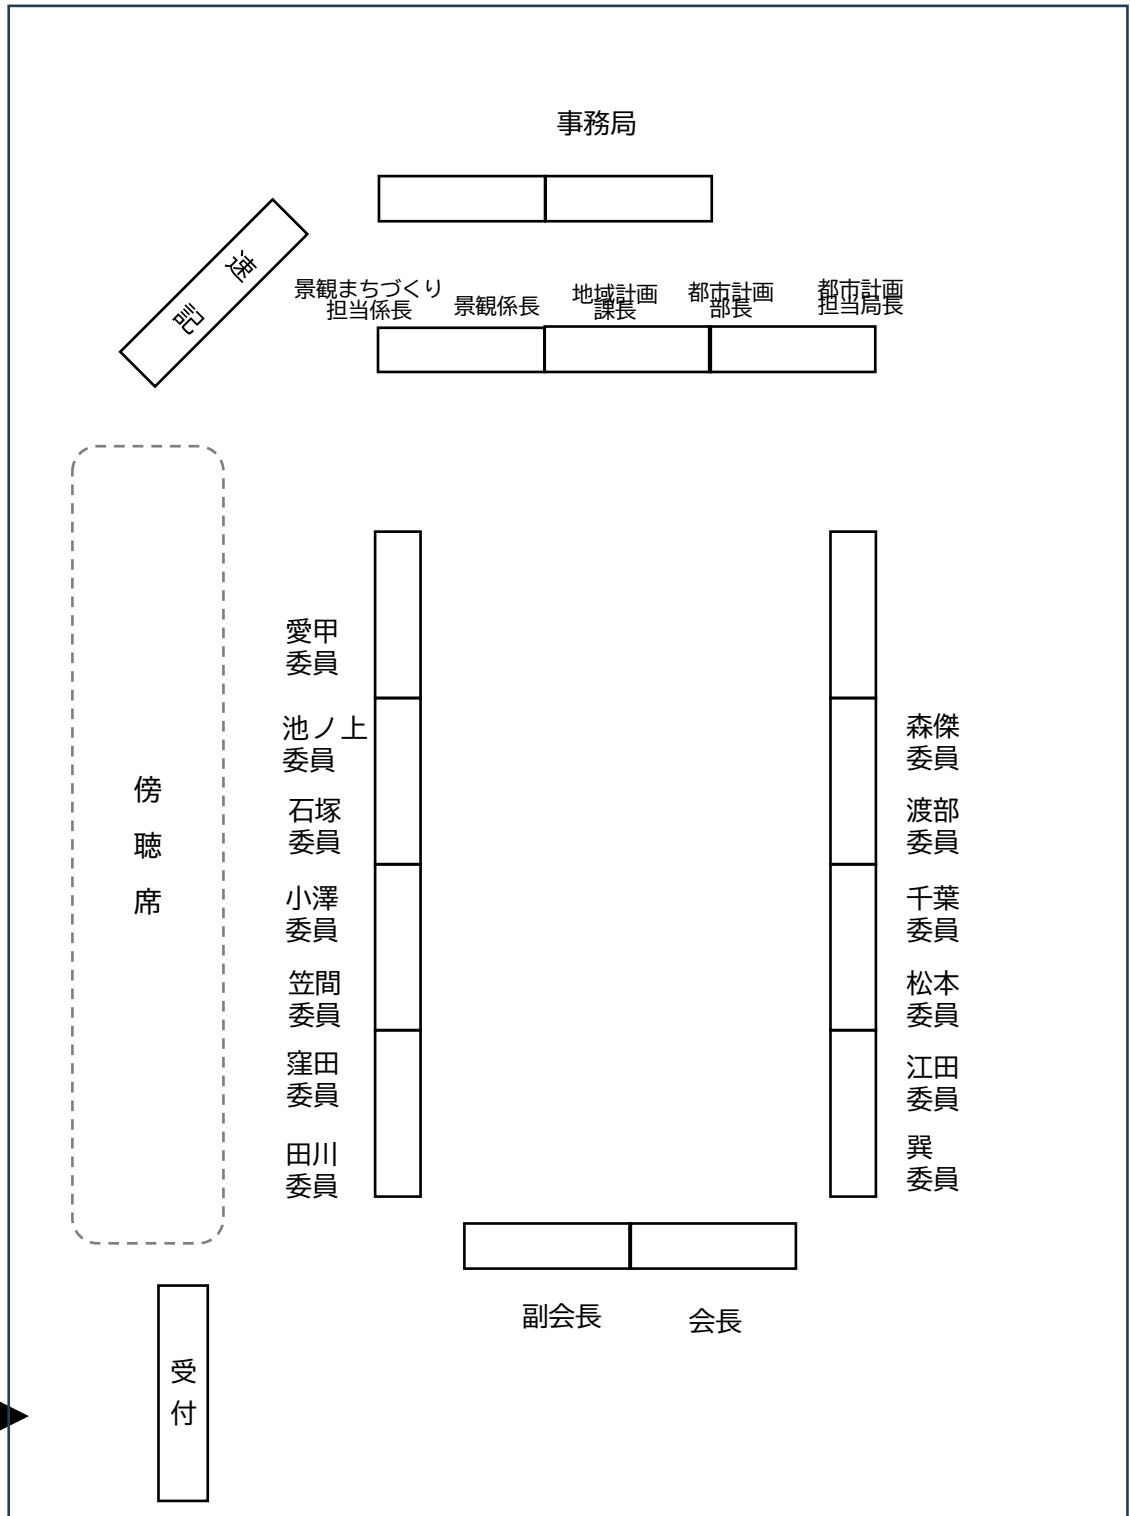 事務局
速記
景観まちづくり
担当係長
景観係長
地域計画
課長
都市計画
部長
都市計画
担当局長
愛甲
委員
池ノ上
委員
石塚
委員
小澤
委員
笠間
委員
窪田
委員
田川
委員
傍聴席
森傑
委員
渡部
委員
千葉
委員
松本
委員
江田
委員
巽
委員
副会長
会長
受付